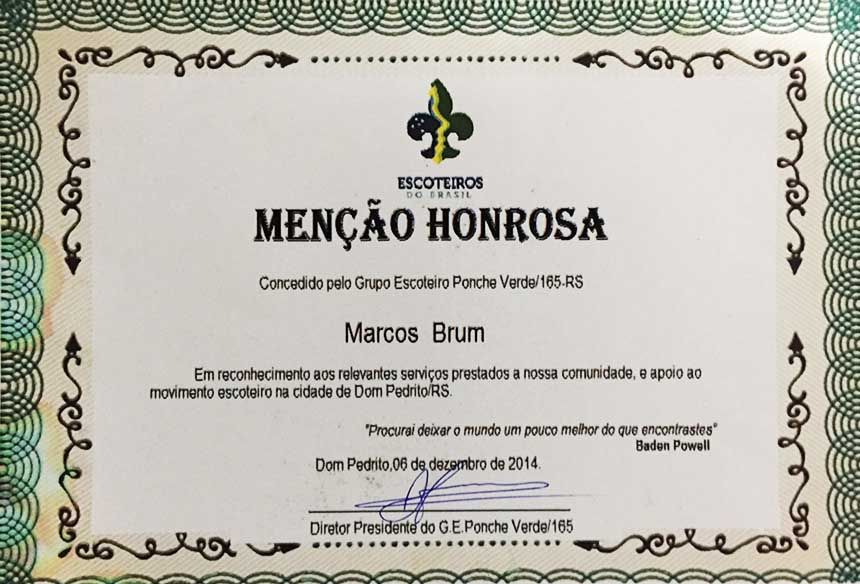 ESCOTEIROS
DO BRASIL
MENÇÃO HONROSA
Concedido pelo Grupo Escoteiro Ponche Verde/165-RS
Marcos Brum
Em reconhecimento aos relevantes serviços prestados a nossa comunidade, e apoio ao
movimento escoteiro na cidade de Dom Pedrito/RS.
"Procurai deixar o mundo um pouco melhor do que encontrastes"
Baden Powell
Dom Pedrito,06 de dezembro de 2014.
Diretor Presidente do G.E.Ponche Verde/165